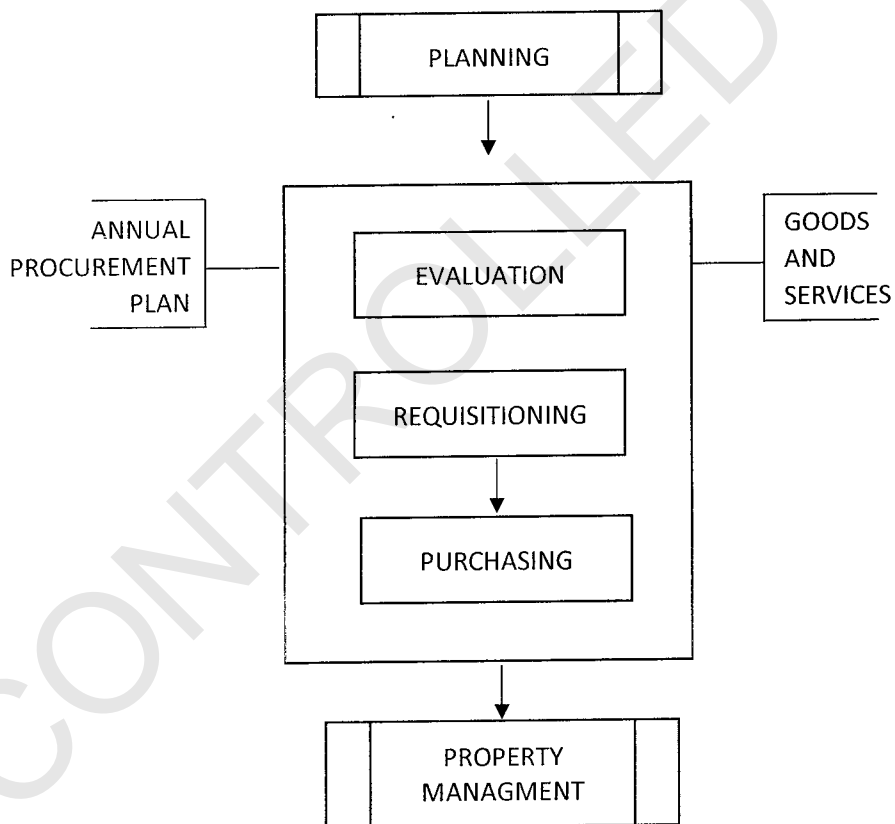 PLANNING
ANNUAL
PROCUREMENT
PLAN
GOODS
AND
SERVICES
EVALUATION
REQUISITIONING
PURCHASING
PROPERTY
MANAGMENT
CONTROLLED